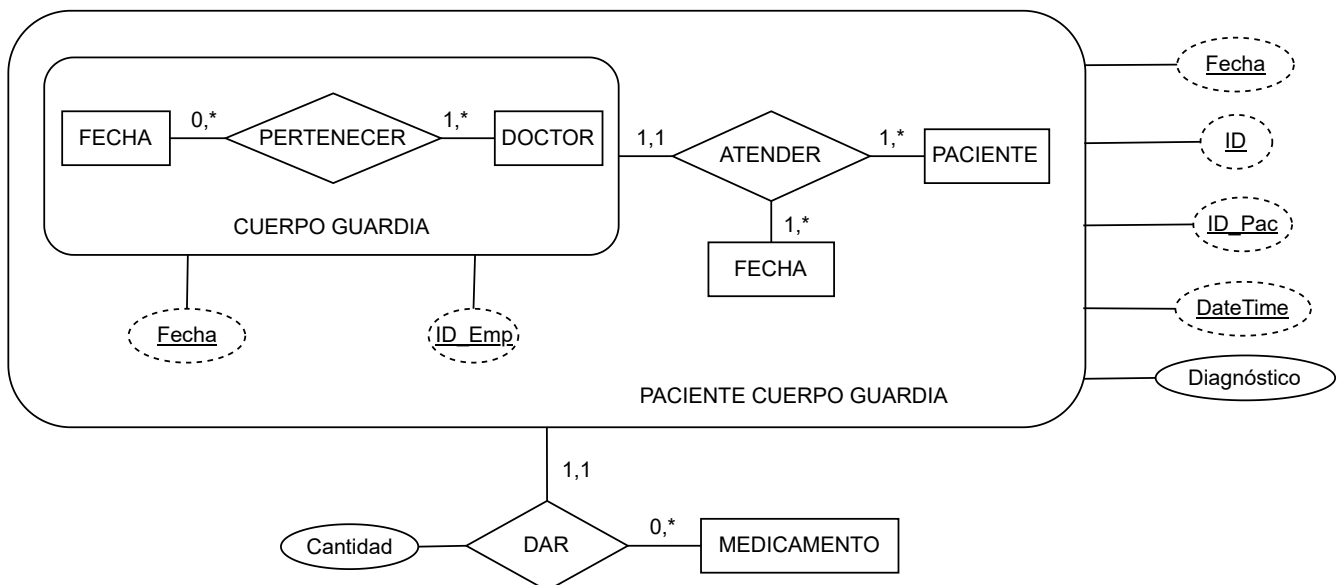 Fecha
FECHA
0,*
PERTENECER
1,*
DOCTOR
1,1
ATENDER
1,*
PACIENTE
ID
CUERPO GUARDIA
1,*
FECHA
ID_Pac
Fecha
ID_Emp
DateTime
PACIENTE CUERPO GUARDIA
Diagnóstico
1,1
Cantidad
DAR
0,*
MEDICAMENTO